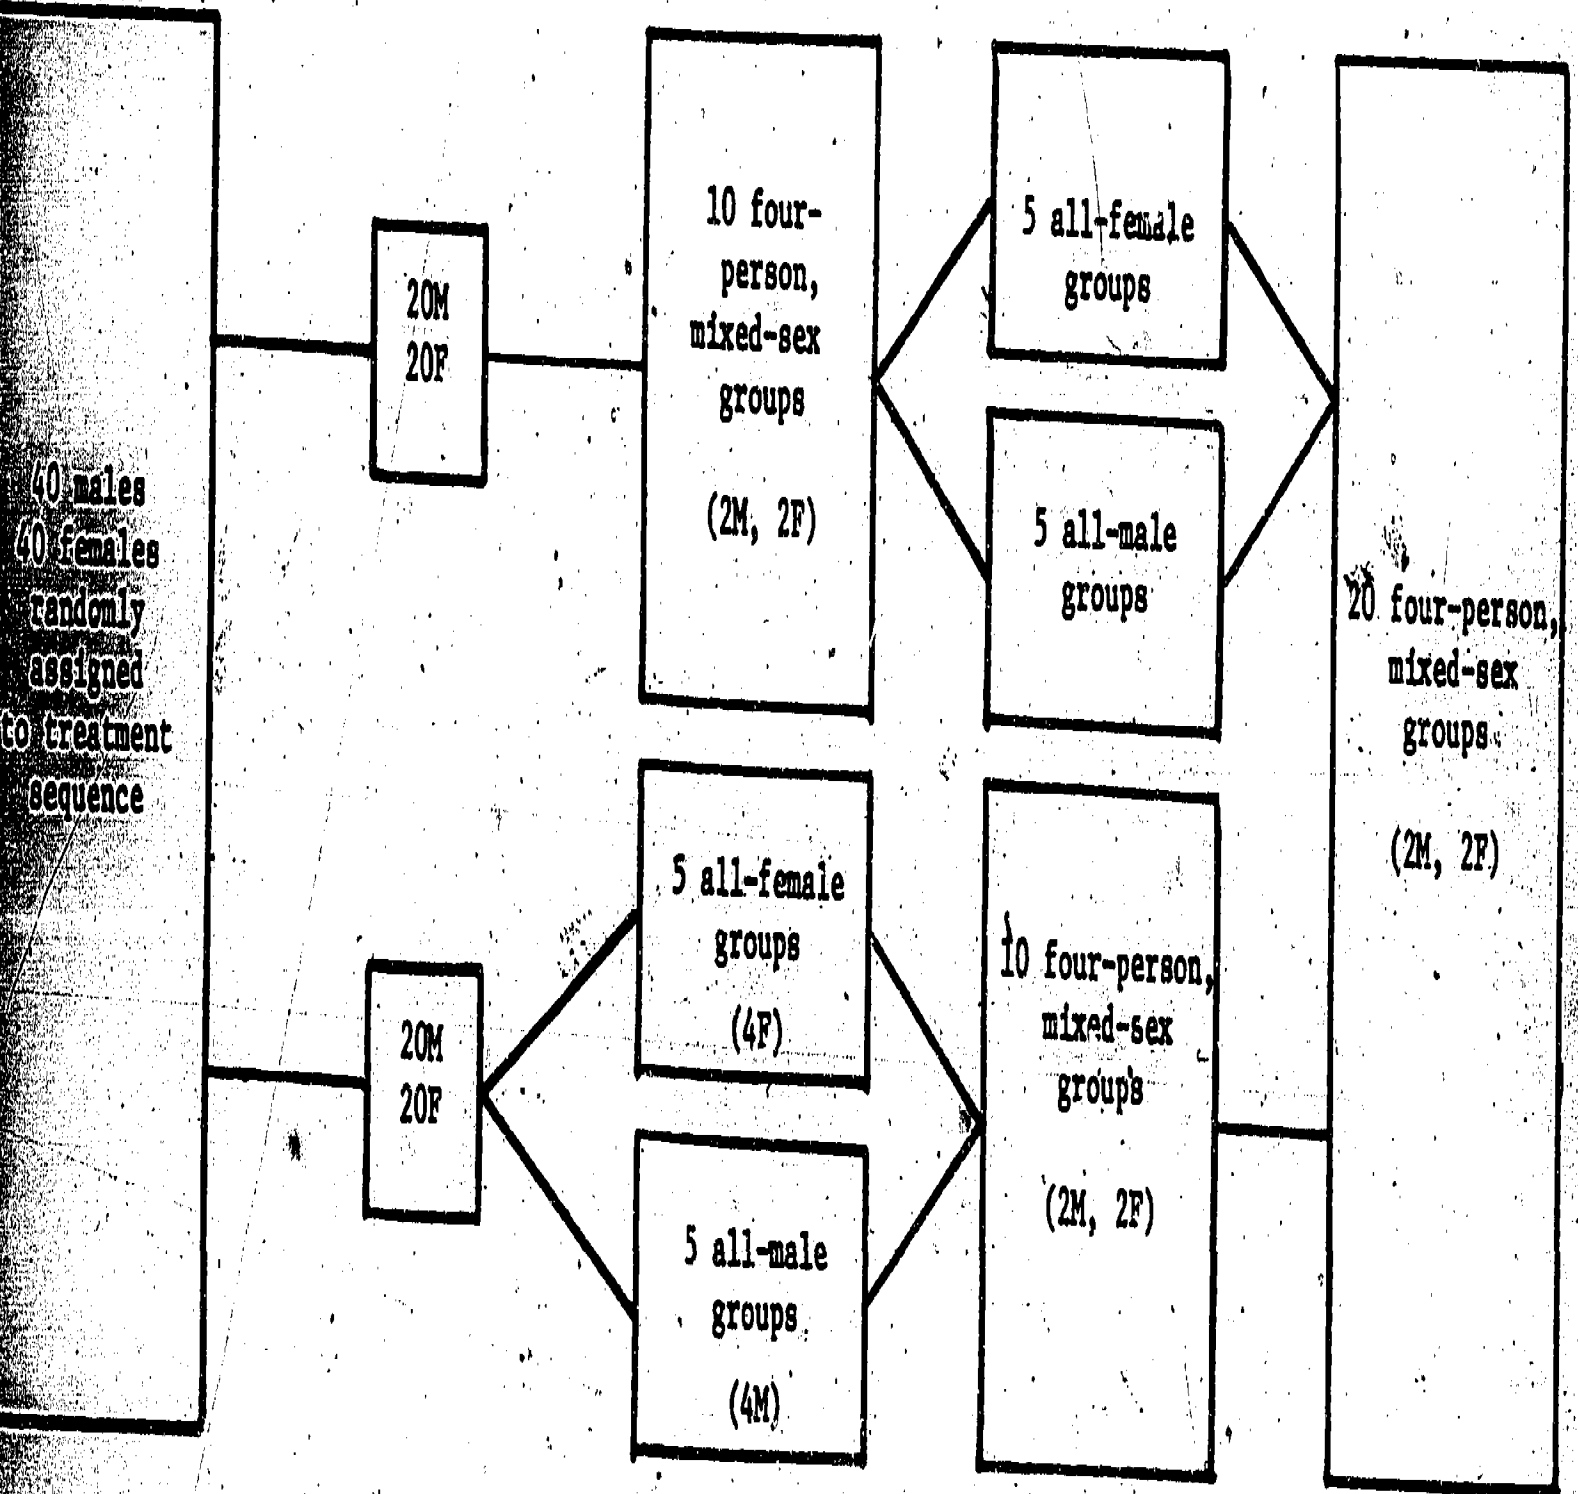 40 males
40 females
randomly
assigned
to treatment
sequence
20M
20F
10 four-
person,
mixed-sex
groups
(2M, 2F)
5 all-female
groups
5 all-male
groups
20M
20F
5 all-female
groups
(4F)
5 all-male
groups
(4M)
10 four-person,
mixed-sex
groups
(2M, 2F)
20 four-person,
mixed-sex
groups
(2M, 2F)